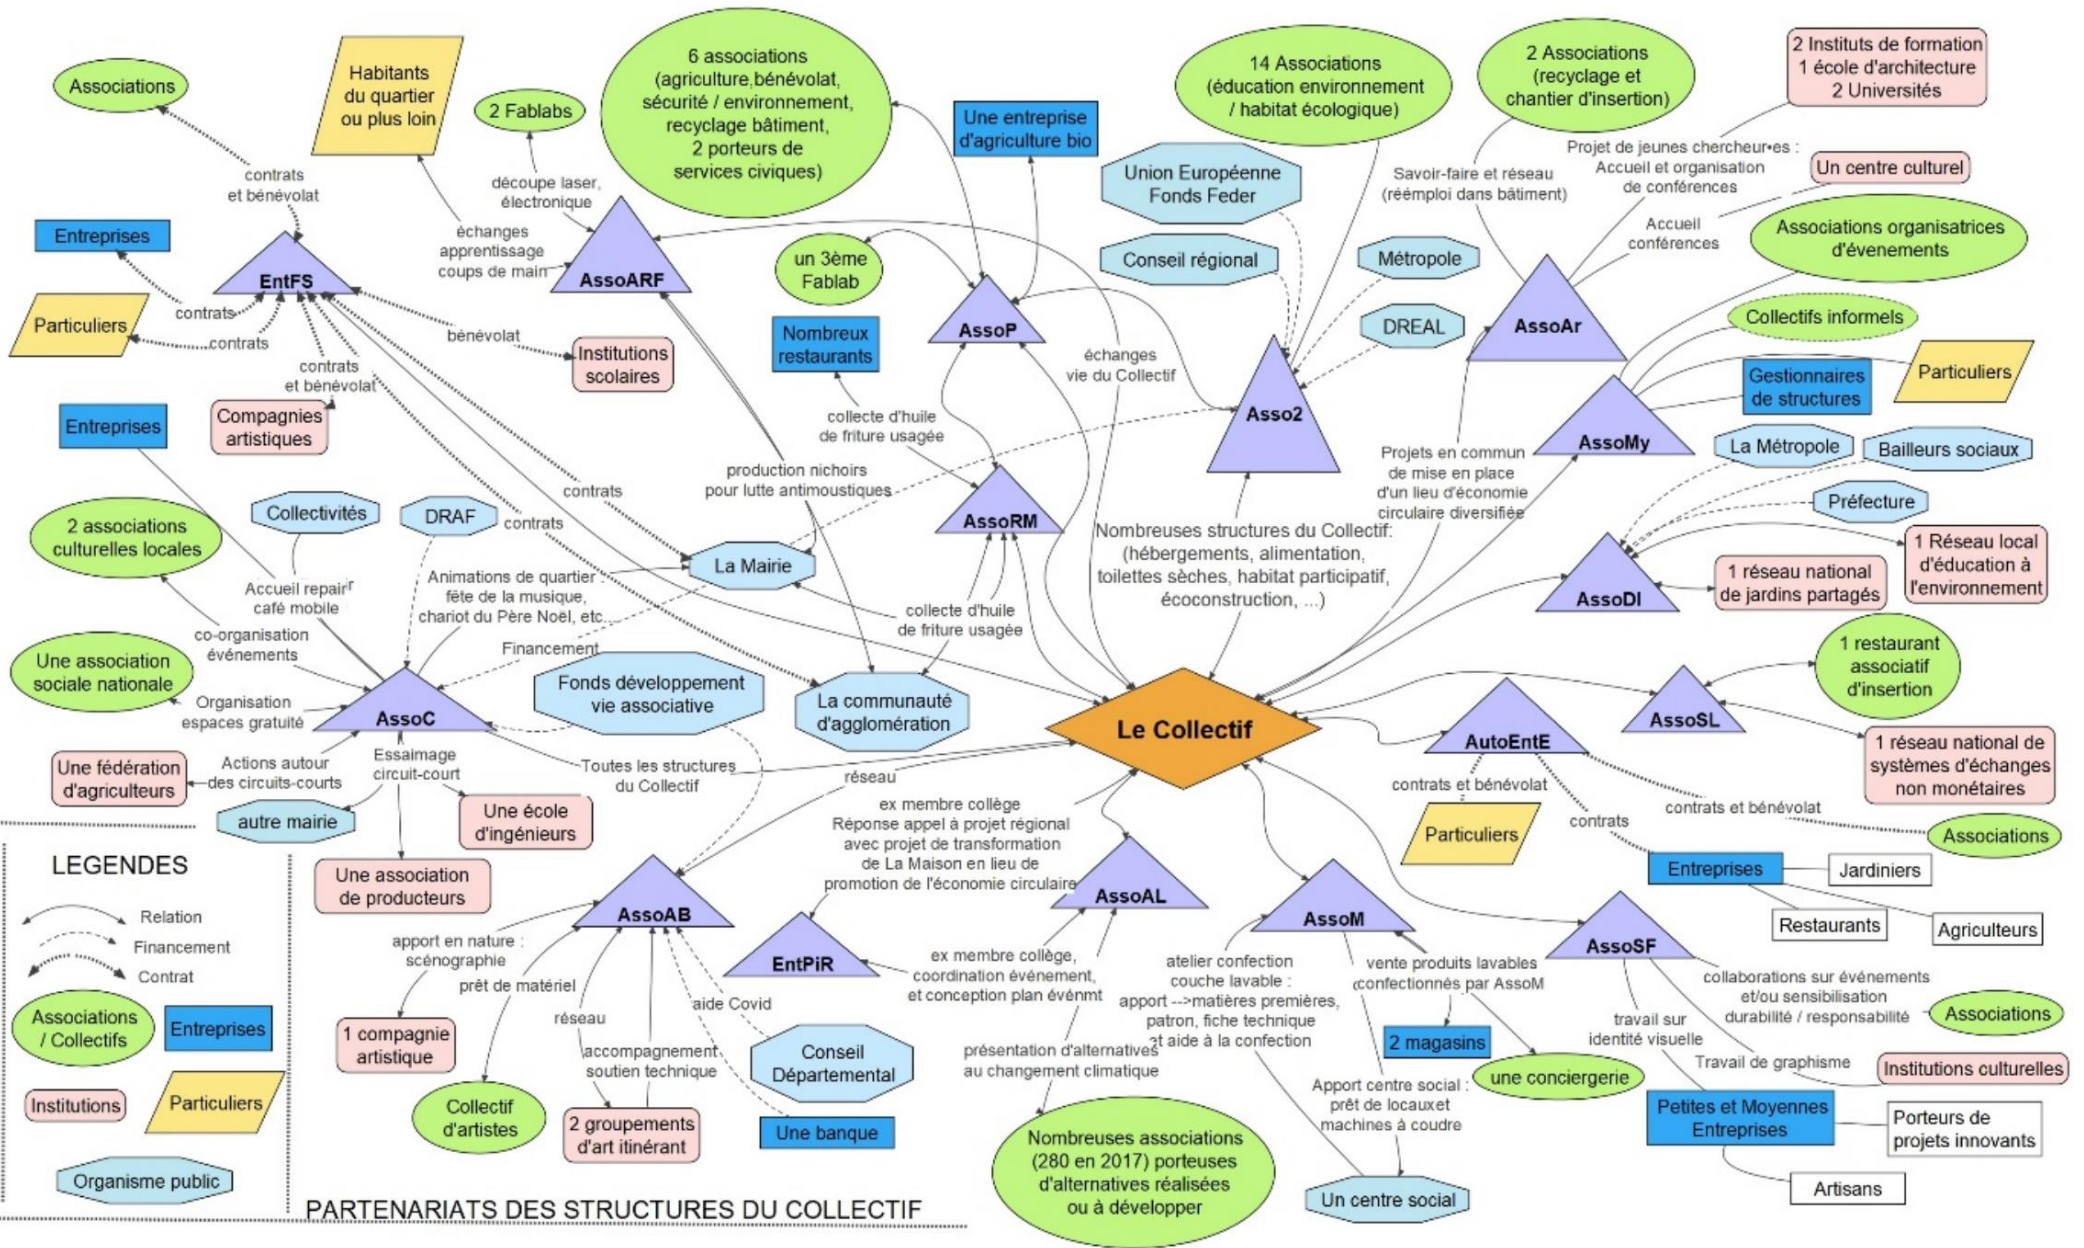 Associations
Habitants
du quartier
ou plus loin
2 Fablabs
6 associations
(agriculture,bénévolat,
sécurité / environnement,
recyclage bâtiment,
2 porteurs de
services civiques)
Une entreprise
d'agriculture bio
14 Associations
(éducation environnement
/ habitat écologique)
2 Associations
(recyclage et
chantier d'insertion)
2 Instituts de formation
1 école d'architecture
2 Universités
contrats
et bénévolat
découpe laser,
électronique
échanges
apprentissage
coups de main
Union Européenne
Fonds Feder
Savoir-faire et réseau
(réemploi dans bâtiment)
Projet de jeunes chercheur•es :
Accueil et organisation
de conférences
Un centre culturel
Accueil
conférences
Associations organisatrices
d'évenements
Entreprises
EntFS
AssoARF
un 3ème
Fablab
Conseil régional
Métropole
Particuliers
contrats
contrats
bénévolat
Institutions
scolaires
Nombreux
restaurants
AssoP
échanges
vie du Collectif
DREAL
AssoAr
Collectifs informels
Gestionnaires
de structures
Particuliers
contrats
et bénévolat
Compagnies
artistiques
Entreprises
collecte d'huile
de friture usagée
Asso2
AssoMy
La Métropole
Bailleurs sociaux
Préfecture
production nichoirs
pour lutte antimoustiques
contrats
Projets en commun
de mise en place
d'un lieu d'économie
circulaire diversifiée
2 associations
culturelles locales
Collectivités
DRAF
contrats
AssoRM
Nombreuses structures du Collectif:
(hébergements, alimentation,
toilettes sèches, habitat participatif,
écoconstruction, ...)
La Mairie
AssoDI
1 réseau national
de jardins partagés
1 Réseau local
d'éducation à
l'environnement
Accueil repair
café mobile
Animations de quartier :
fête de la musique,
chariot du Père Noël, etc...
collecte d'huile
de friture usagée
co-organisation
événements
Financement
Une association
sociale nationale
Organisation
espaces gratuité
AssoC
Fonds développement
vie associative
La communauté
d'agglomération
Le Collectif
AutoEntE
AssoSL
1 restaurant
associatif
d'insertion
1 réseau national de
systèmes d'échanges
non monétaires
Une fédération
d'agriculteurs
Actions autour
des circuits-courts
Essaimage
circuit-court
Toutes les structures
du Collectif
réseau
autre mairie
Une école
d'ingénieurs
Une association
de producteurs
contrats et bénévolat
Particuliers
contrats
contrats et bénévolat
Associations
Entreprises
Jardiniers
Restaurants
Agriculteurs
ex membre collège
Réponse appel à projet régional
avec projet de transformation
de La Maison en lieu de
promotion de l'économie circulaire
AssoAL
AssoM
AssoSF
LEGENDES
Relation
Financement
Contrat
Associations
/ Collectifs
Entreprises
Institutions
Particuliers
Organisme public
AssoAB
EntPiR
apport en nature :
scénographie
prêt de matériel
réseau
aide Covid
accompagnement
soutien technique
1 compagnie
artistique
Collectif
d'artistes
2 groupements
d'art itinérant
Conseil
Départemental
Une banque
ex membre collège,
coordination événement,
et conception plan événmt
présentation d'alternatives
au changement climatique
Nombreuses associations
(280 en 2017) porteuses
d'alternatives réalisées
ou à développer
atelier confection
couche lavable :
apport -->matières premières,
patron, fiche technique
et aide à la confection
vente produits lavables
confectionnés par AssoM
2 magasins
une conciergerie
Apport centre social :
prêt de locauxet
machines à coudre
Un centre social
collaborations sur événements
et/ou sensibilisation
durabilité / responsabilité
Associations
travail sur
identité visuelle
Travail de graphisme
Institutions culturelles
Petites et Moyennes
Entreprises
Porteurs de
projets innovants
Artisans
PARTENARIATS DES STRUCTURES DU COLLECTIF